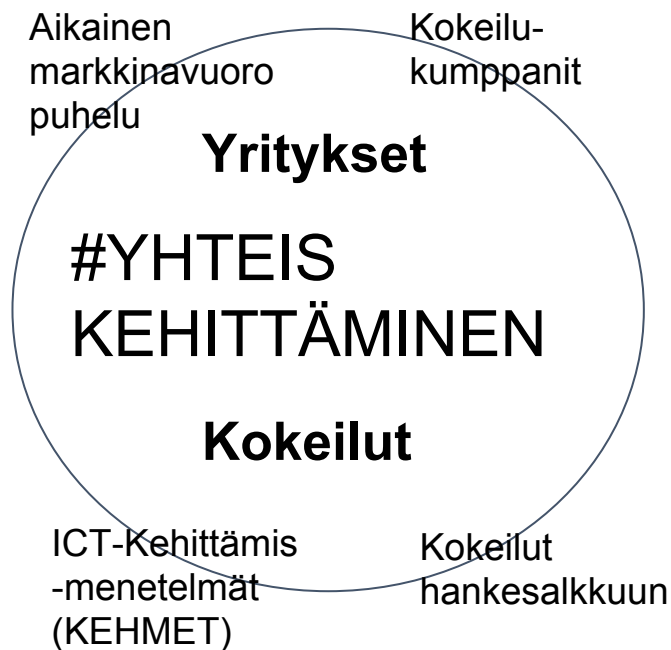 Aikainen
markkinavuoro
puhelu
Kokeilu-
kumppanit
Yritykset
#YHTEIS
KEHITTÄMINEN
Kokeilut
ICT-Kehittämis
-menetelmät
(KEHMET)
Kokeilut
hankesalkkuun